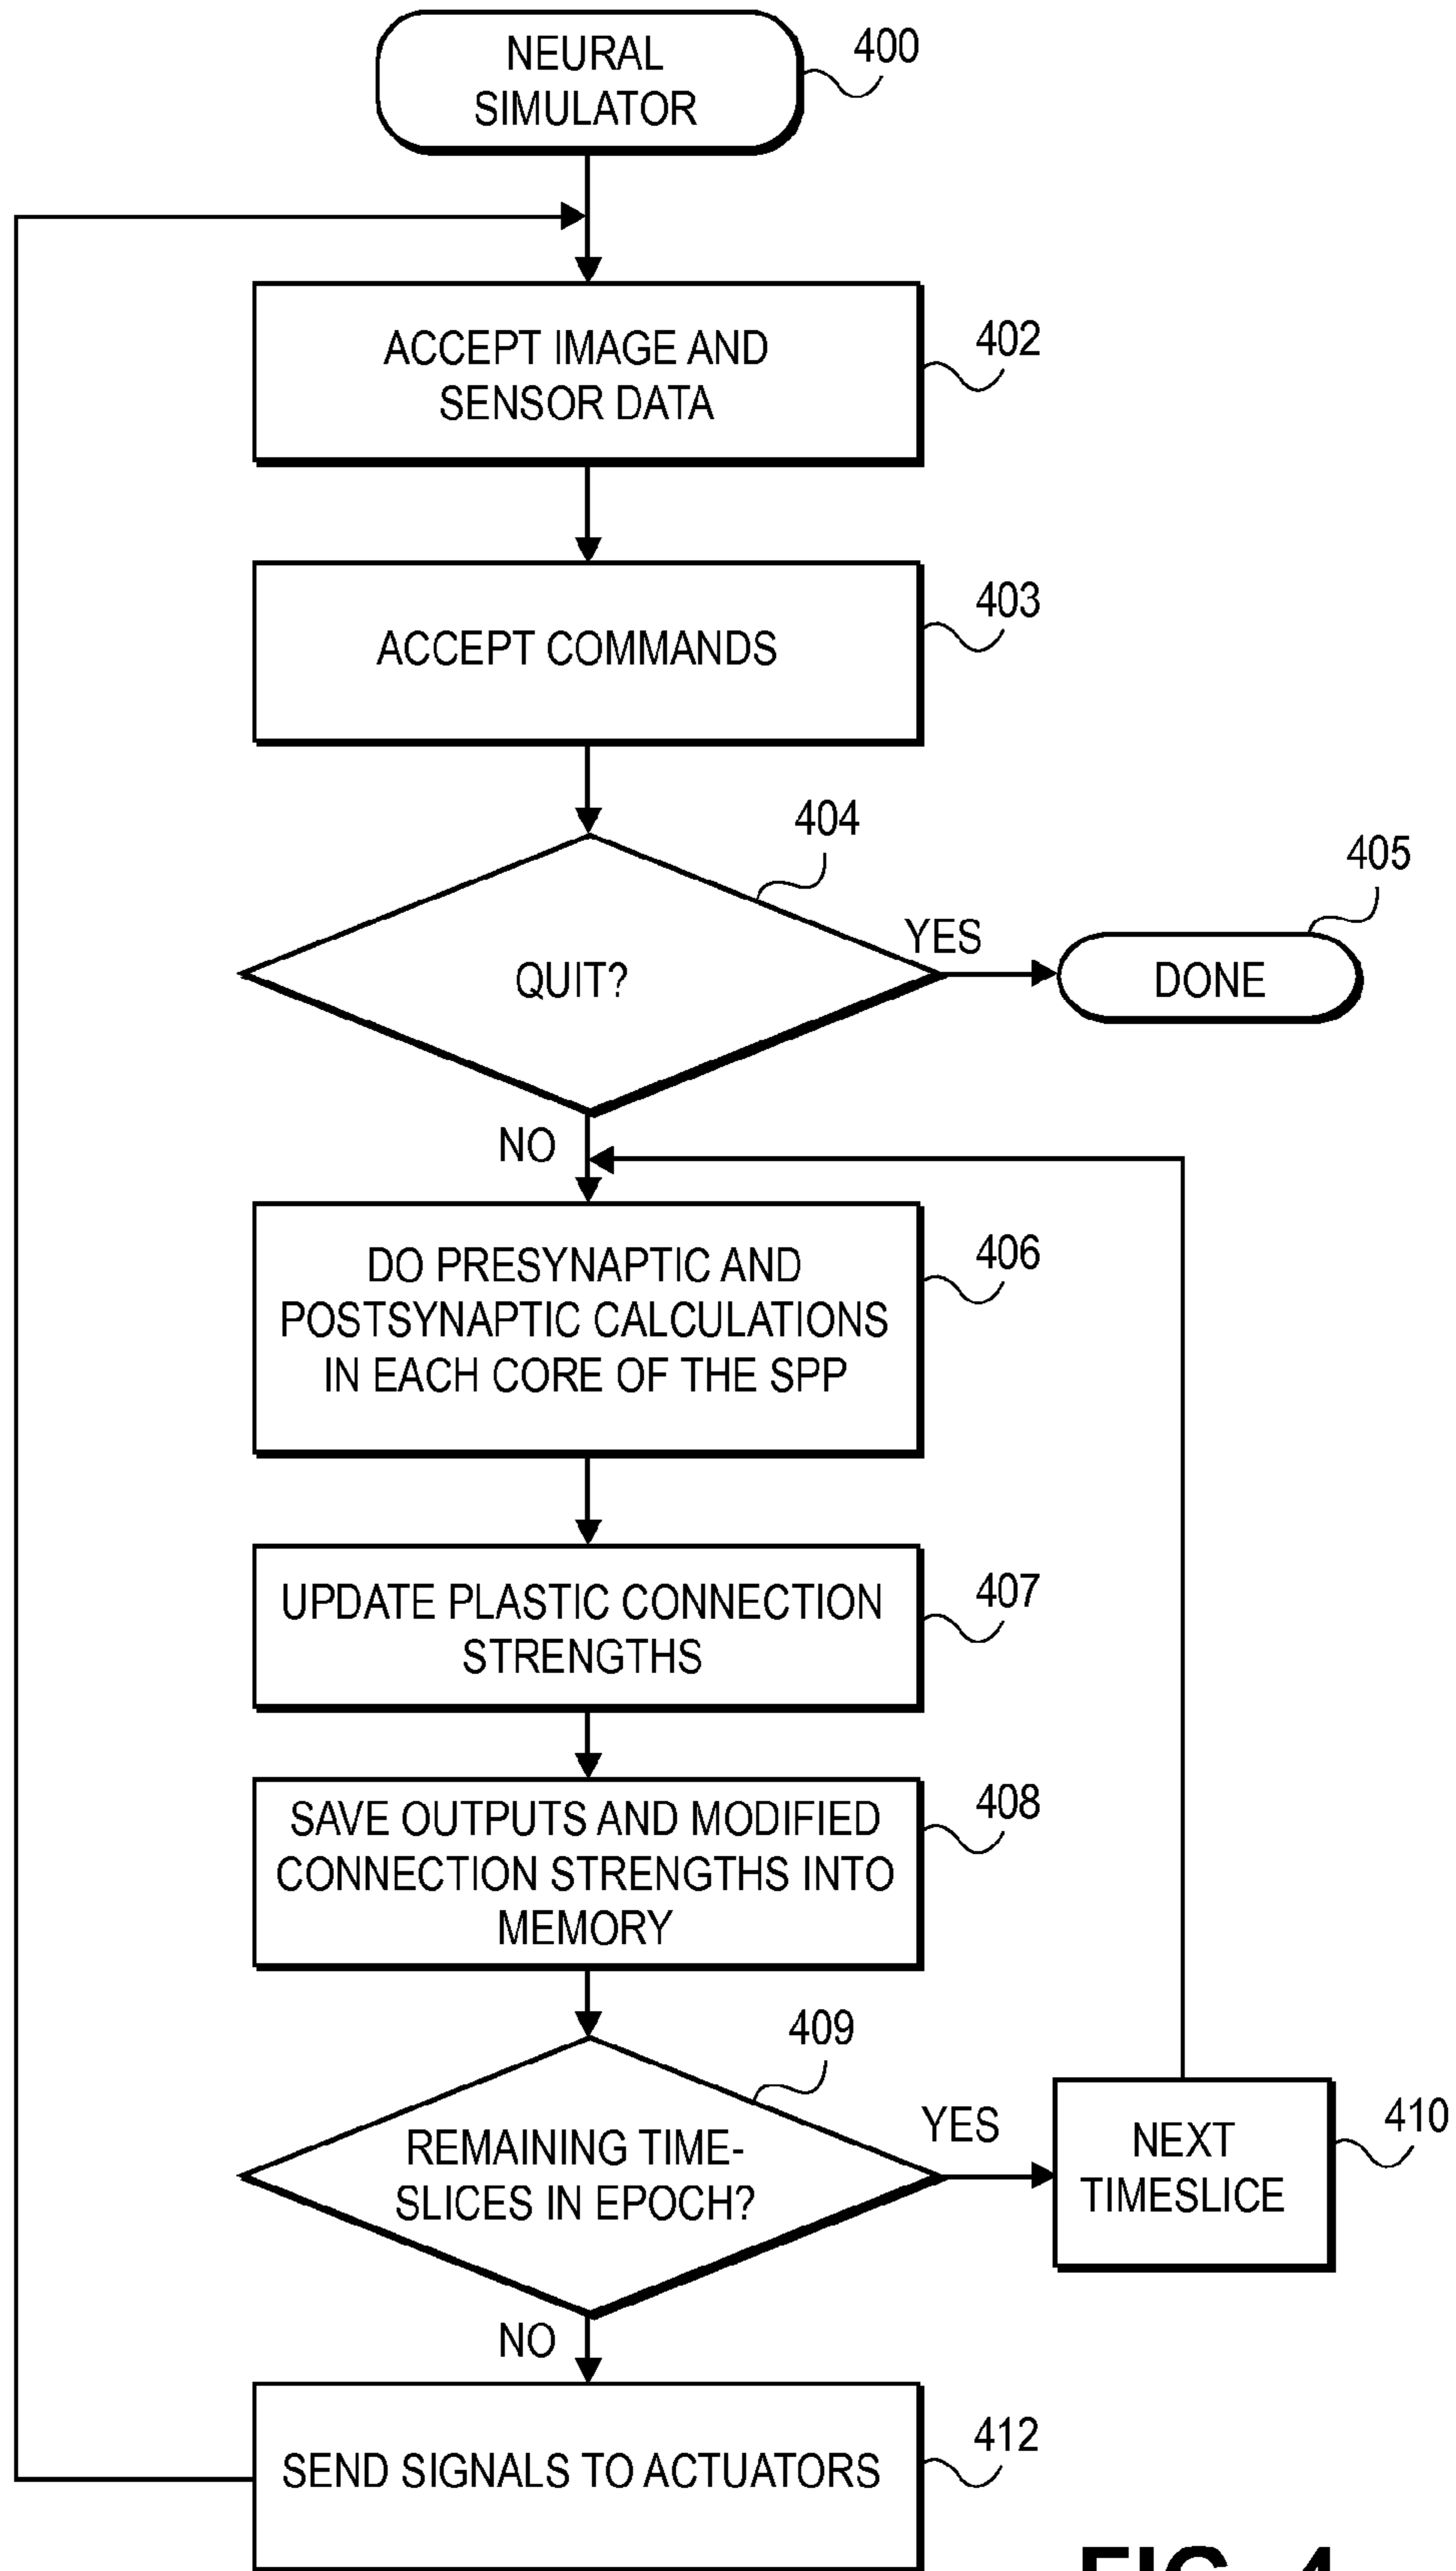 NEURAL
SIMULATOR
400
ACCEPT IMAGE AND
SENSOR DATA
402
ACCEPT COMMANDS
403
404
QUIT?
YES
405
DONE
NO
DO PRESYNAPTIC AND
POSTSYNAPTIC CALCULATIONS
IN EACH CORE OF THE SPP
406
UPDATE PLASTIC CONNECTION
STRENGTHS
407
SAVE OUTPUTS AND MODIFIED
CONNECTION STRENGTHS INTO
MEMORY
408
409
REMAINING TIME-
SLICES IN EPOCH?
YES
NEXT
TIMESLICE
410
NO
SEND SIGNALS TO ACTUATORS
412
FIG. 4